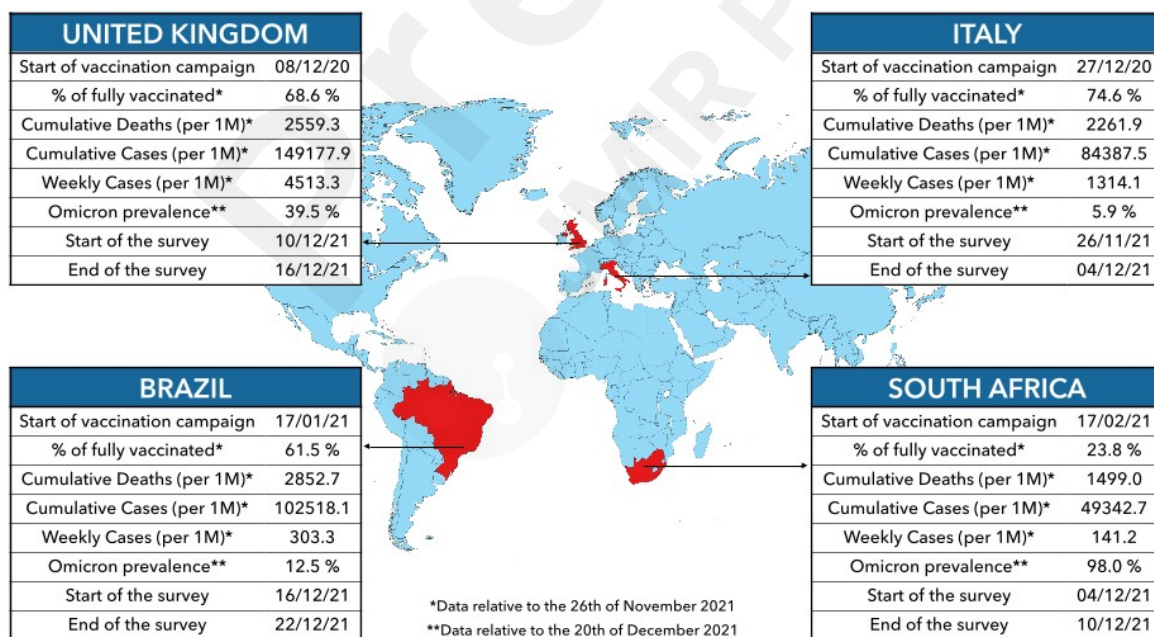 UNITED KINGDOM
Start of vaccination campaign 08/12/20
% of fully vaccinated* 68.6 %
Cumulative Deaths (per 1M)* 2559.3
Cumulative Cases (per 1M)* 149177.9
Weekly Cases (per 1M)* 4513.3
Omicron prevalence** 39.5 %
Start of the survey 10/12/21
End of the survey 16/12/21
ITALY
Start of vaccination campaign 27/12/20
% of fully vaccinated* 74.6 %
Cumulative Deaths (per 1M)* 2261.9
Cumulative Cases (per 1M)* 84387.5
Weekly Cases (per 1M)* 1314.1
Omicron prevalence** 5.9 %
Start of the survey 26/11/21
End of the survey 04/12/21
BRAZIL
Start of vaccination campaign 17/01/21
% of fully vaccinated* 61.5 %
Cumulative Deaths (per 1M)* 2852.7
Cumulative Cases (per 1M)* 102518.1
Weekly Cases (per 1M)* 303.3
Omicron prevalence** 12.5 %
Start of the survey 16/12/21
End of the survey 22/12/21
SOUTH AFRICA
Start of vaccination campaign 17/02/21
% of fully vaccinated* 23.8 %
Cumulative Deaths (per 1M)* 1499.0
Cumulative Cases (per 1M)* 49342.7
Weekly Cases (per 1M)* 141.2
Omicron prevalence** 98.0 %
Start of the survey 04/12/21
End of the survey 10/12/21
*Data relative to the 26th of November 2021
**Data relative to the 20th of December 2021